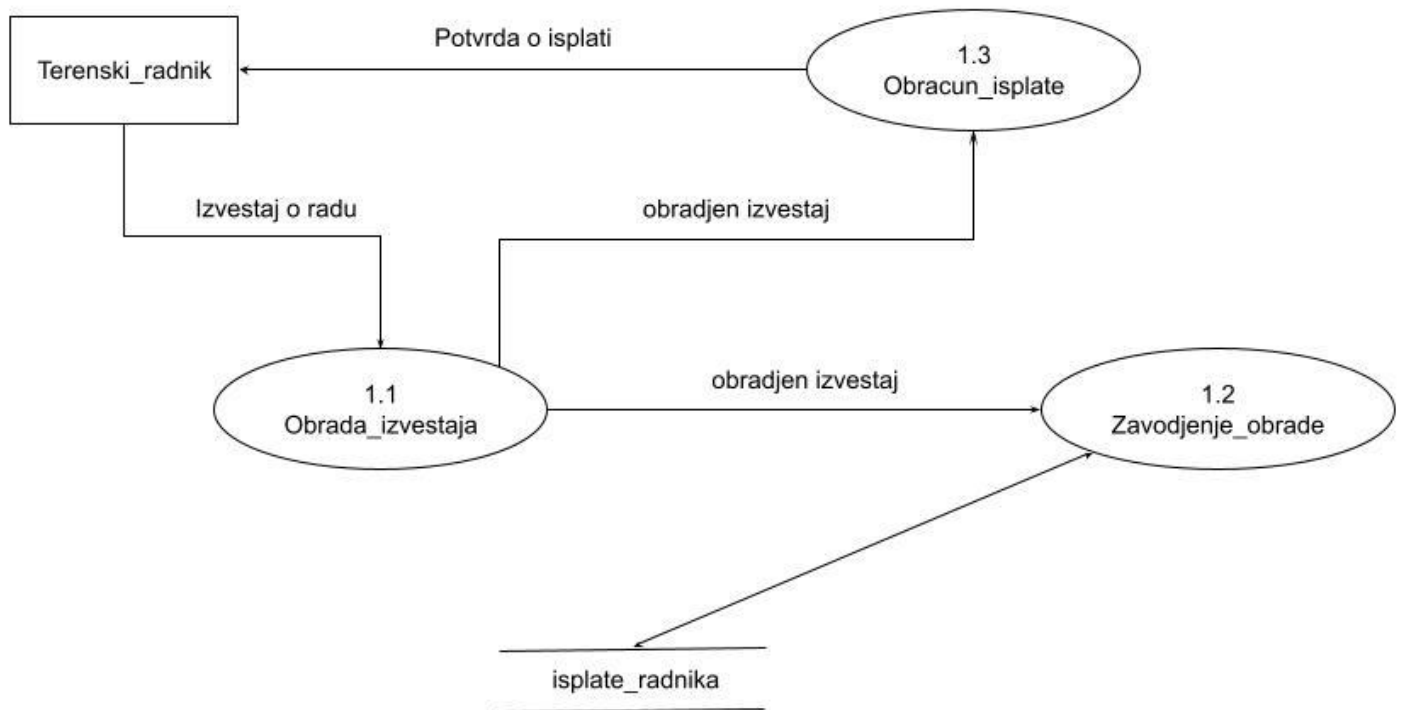 Potvrda o isplati
Terenski_radnik
1.3
Obracun_isplate
Izvestaj o radu
obradjen izvestaj
1.1
Obrada_izvestaja
obradjen izvestaj
1.2
Zavodjenje_obrade
isplate_radnika